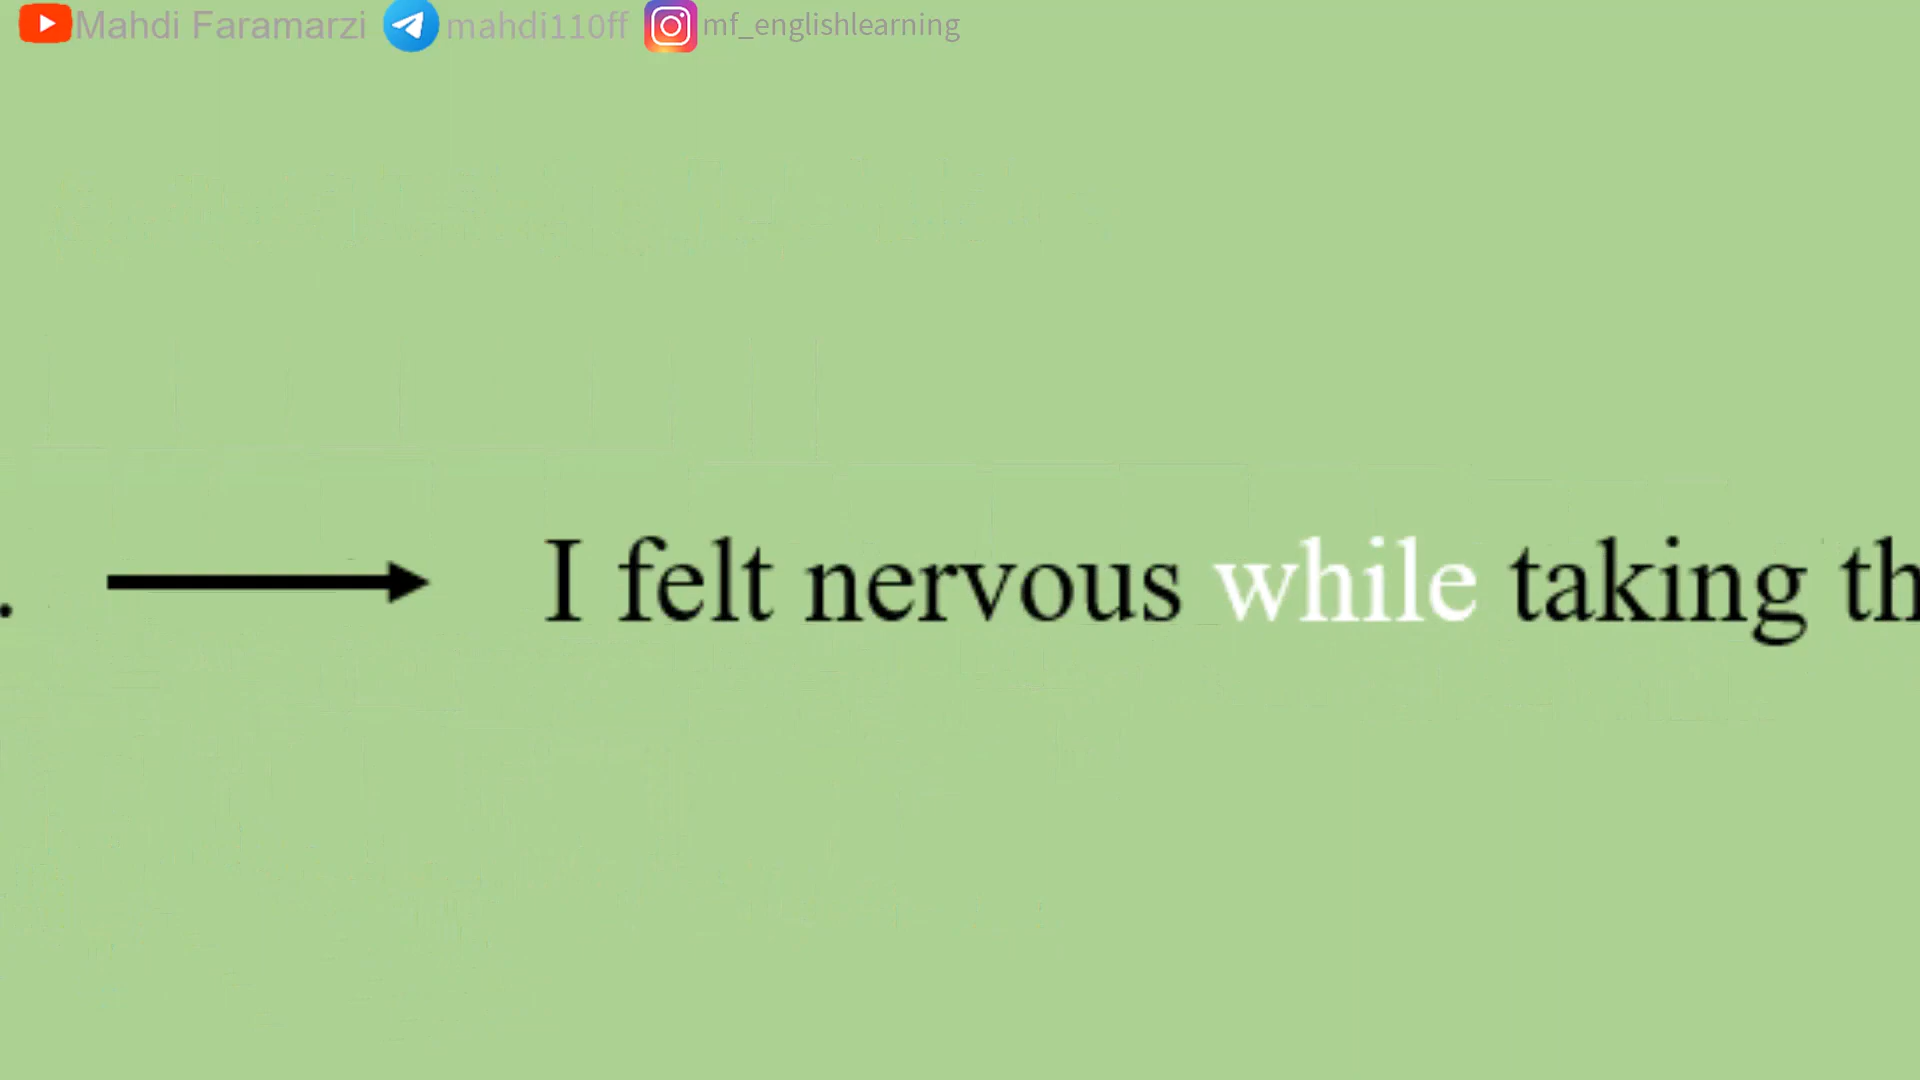 Mahdi Faramarzi mahdi110ff mf_englishlearning
. I felt nervous while taking th